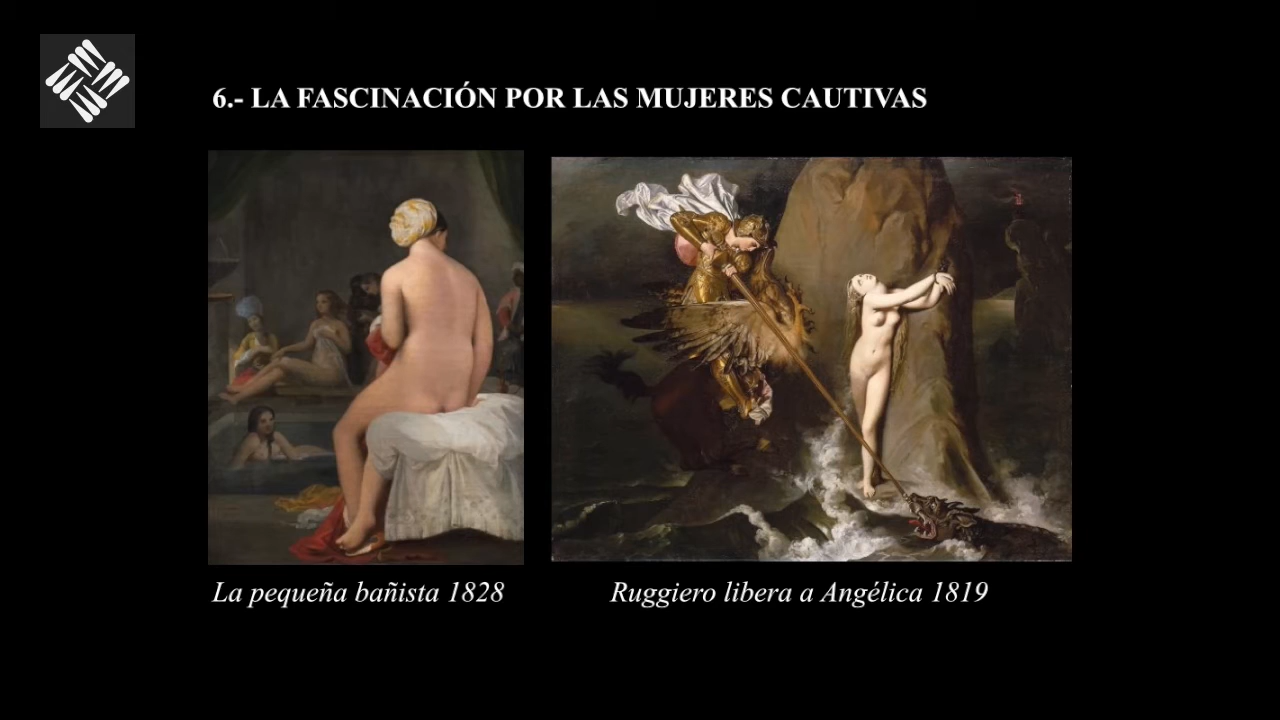 6.- LA FASCINACIÓN POR LAS MUJERES CAUTIVAS
La pequeña bañista 1828
Ruggiero libera a Angélica 1819